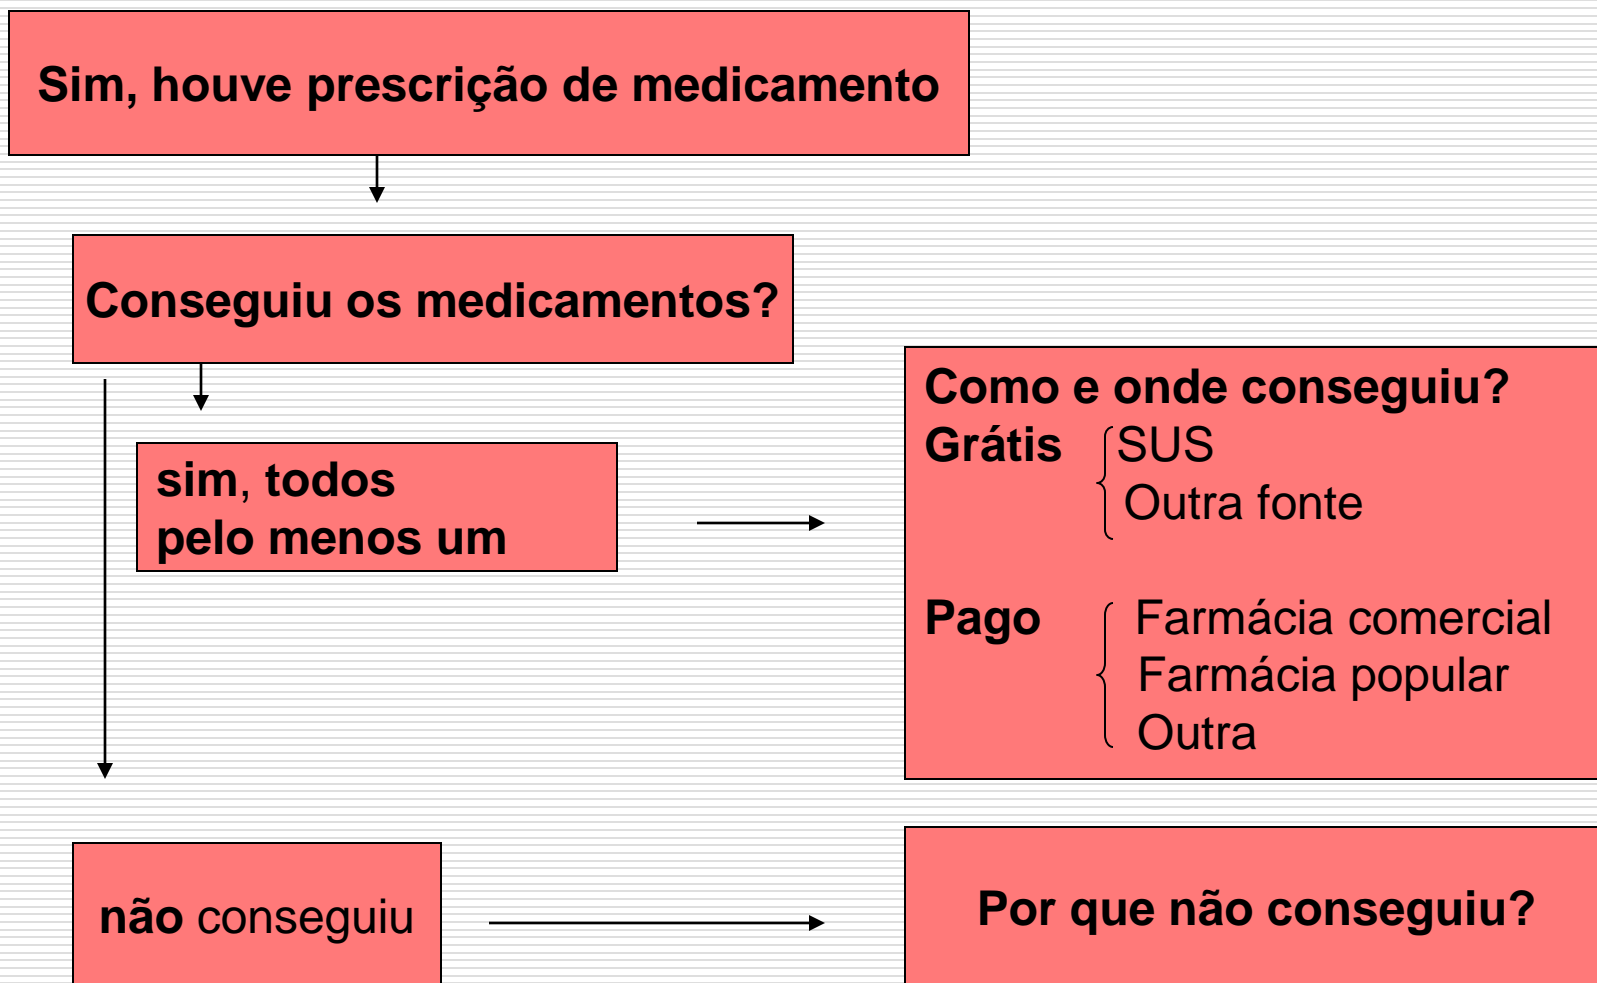 Sim, houve prescrição de medicamento
Conseguiu os medicamentos?
sim, todos
pelo menos um
Como e onde conseguiu?
Grátis SUS
Outra fonte
Pago Farmácia comercial
Farmácia popular
Outra
não conseguiu
Por que não conseguiu?